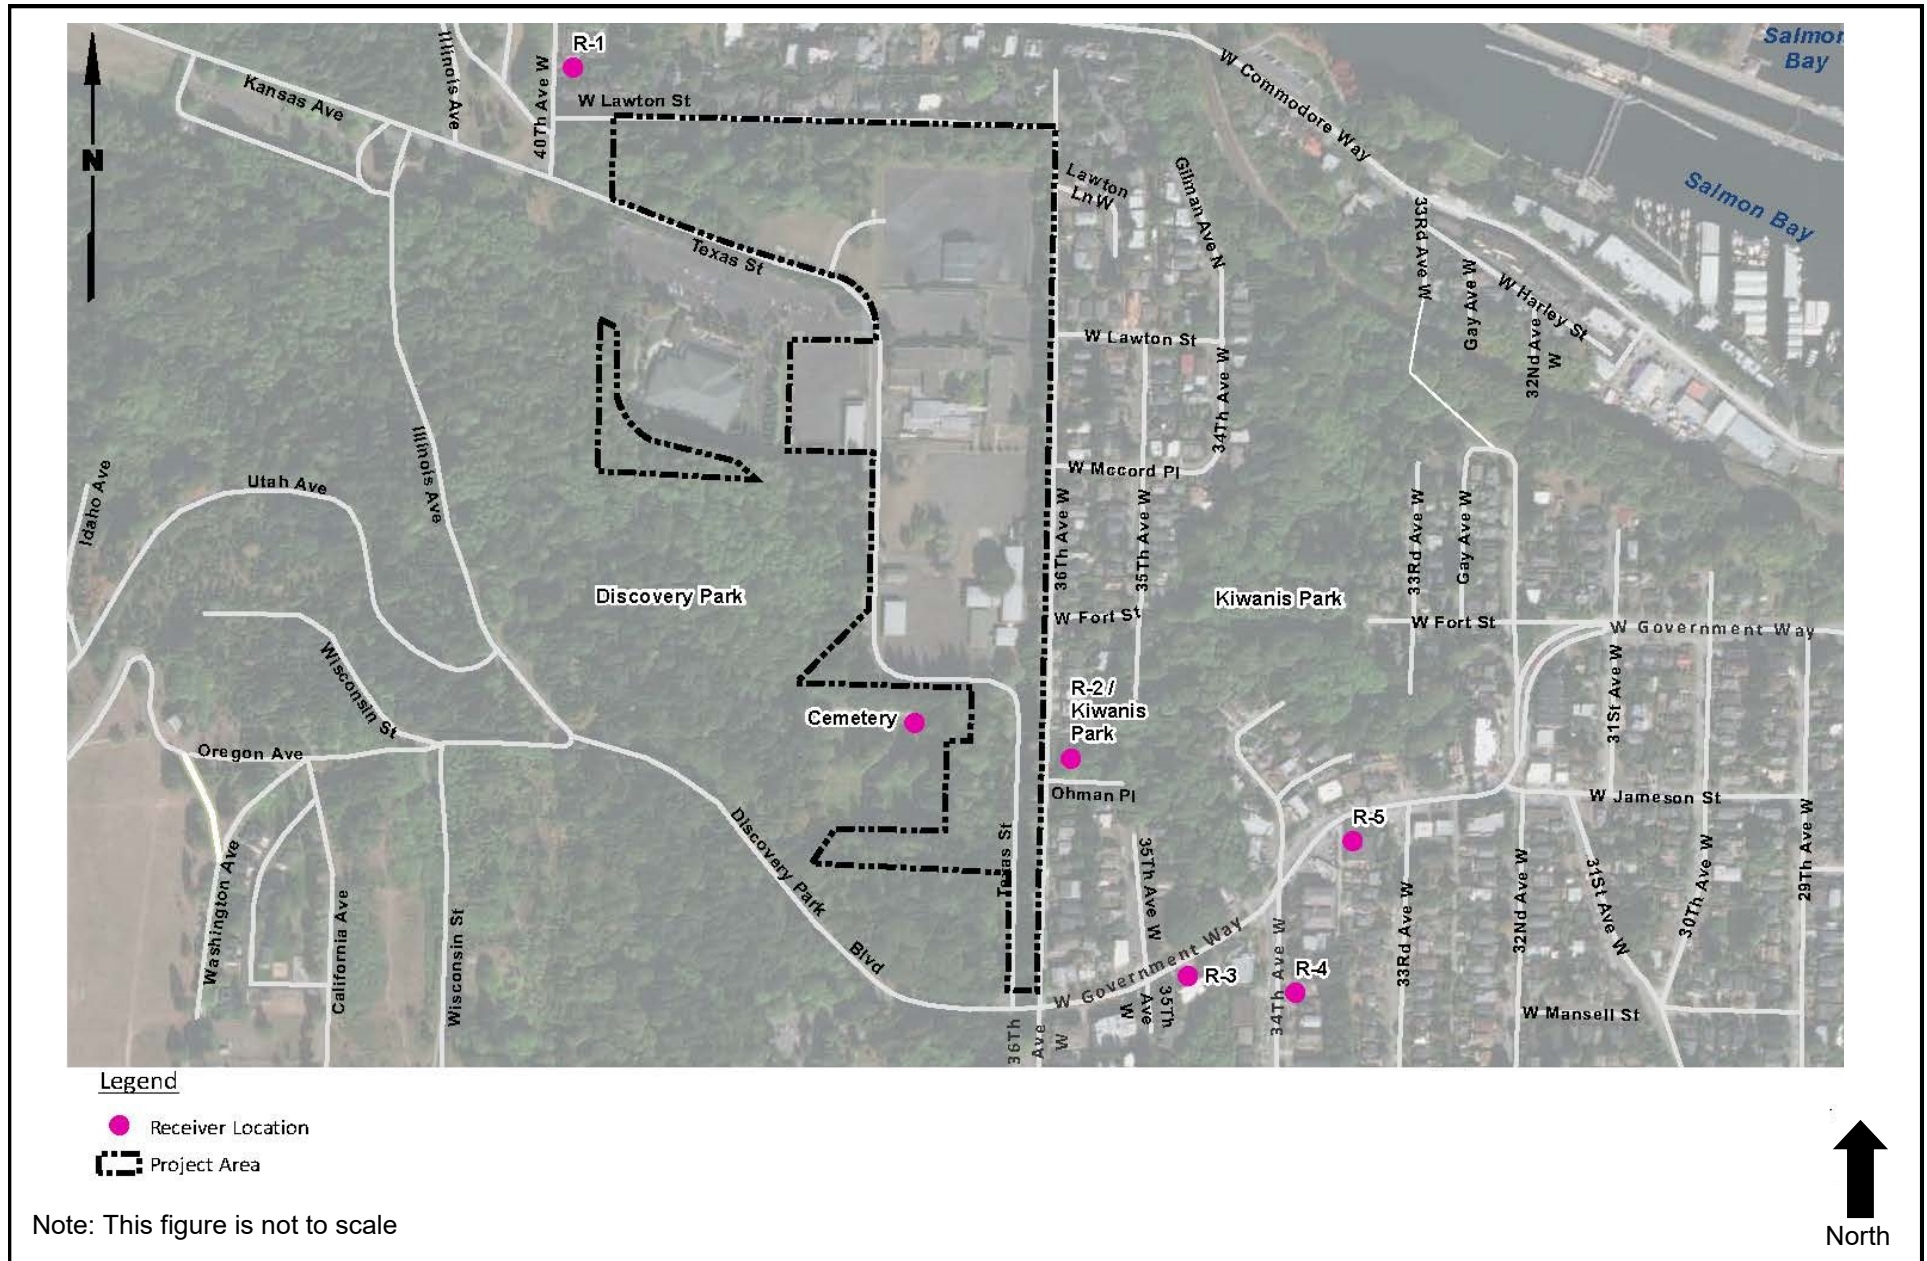 Salmon
Bay
R-1
Illinois Ave
40Th Ave W
Kansas Ave
W Lawton St
W Commodore Way
N
Lawton
Ln W
Gilman Ave N
Salmon Bay
33Rd Ave W
Texas St
Gay Ave W
W Harley St
32Nd Ave
W
W Lawton St
34Th Ave W
Illinois Ave
Idaho Ave
Utah Ave
W Mccord Pl
36Th Ave W
35Th Ave W
33Rd Ave W
Gay Ave W
Discovery Park
Kiwanis Park
W Fort St
W Fort St
W Government Way
Wisconsin St
31St Ave W
R-2 /
Kiwanis
Park
Cemetery
Oregon Ave
Ohman Pl
W Jameson St
Discovery Park
Blvd
Texas St
R-5
29Th Ave W
Washington Ave
California Ave
Wisconsin St
35Th Ave W
W Government Way
33Rd Ave W
32Nd Ave W
31St Ave W
30Th Ave W
R-3
R-4
34Th Ave W
35Th
Ave
W
W Mansell St
36Th
Ave
W
Legend
Receiver Location
Project Area
Note: This figure is not to scale
North